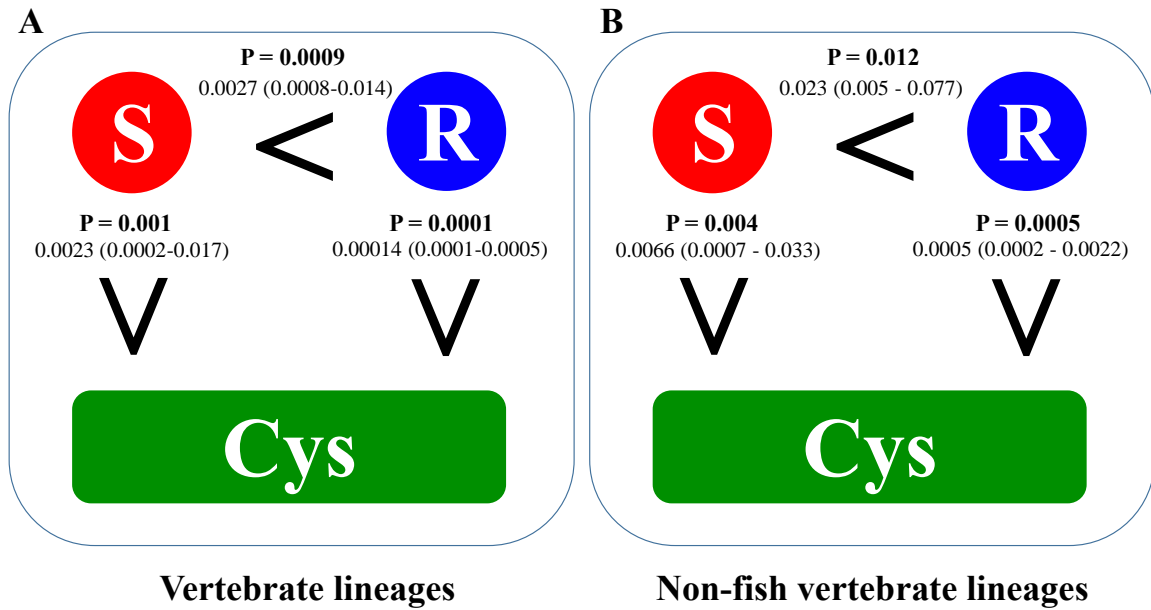 A
P = 0.0009
0.0027 (0.0008-0.014)
S
<
R
P = 0.001
0.0023 (0.0002-0.017)
P = 0.0001
0.00014 (0.0001-0.0005)
V
V
Cys
Vertebrate lineages
B
P = 0.012
0.023 (0.005 - 0.077)
S
<
R
P = 0.004
0.0066 (0.0007 - 0.033)
P = 0.0005
0.0005 (0.0002 - 0.0022)
V
V
Cys
Non-fish vertebrate lineages